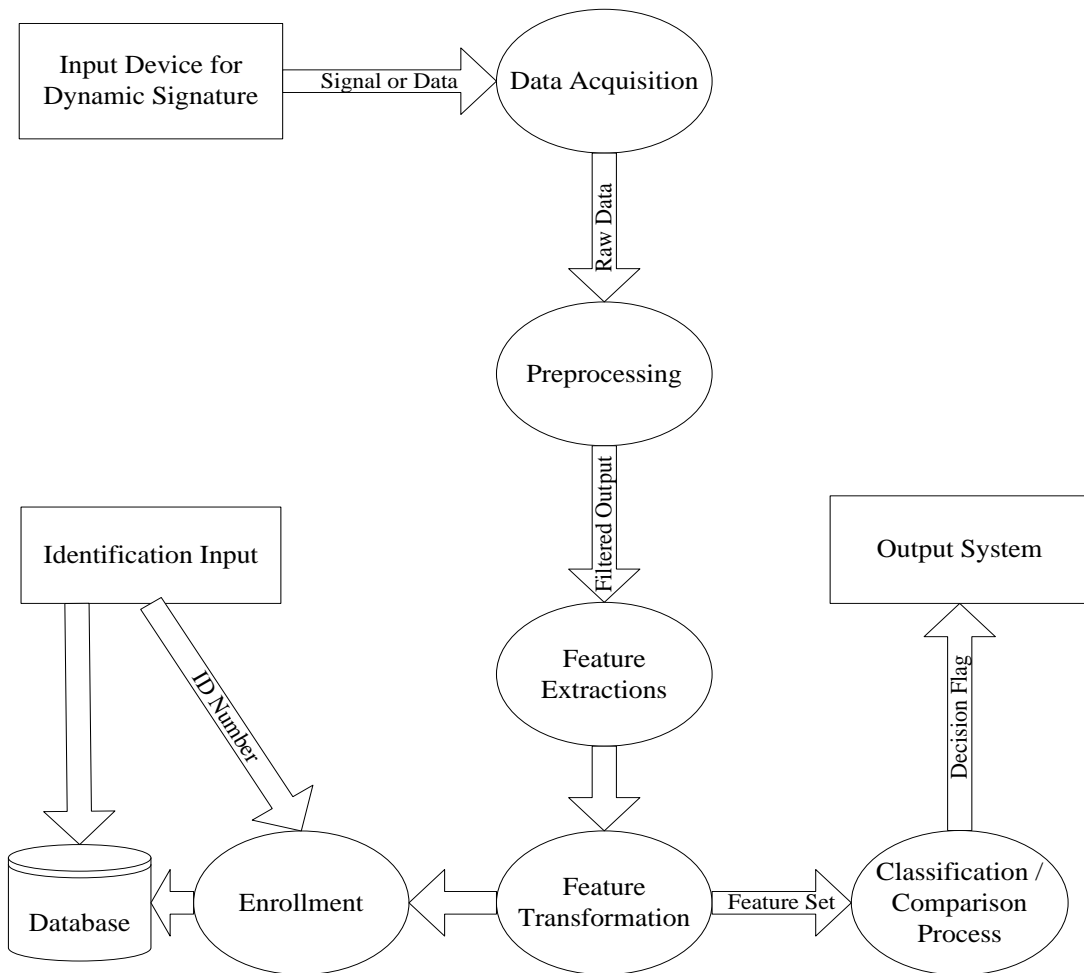 Input Device for
Dynamic Signature
Signal or Data
Data Acquisition
Raw Data
Preprocessing
Filtered Output
Identification Input
Output System
ID Number
Feature
Extractions
Decision Flag
Database
Enrollment
Feature
Transformation
Feature Set
Classification /
Comparison
Process